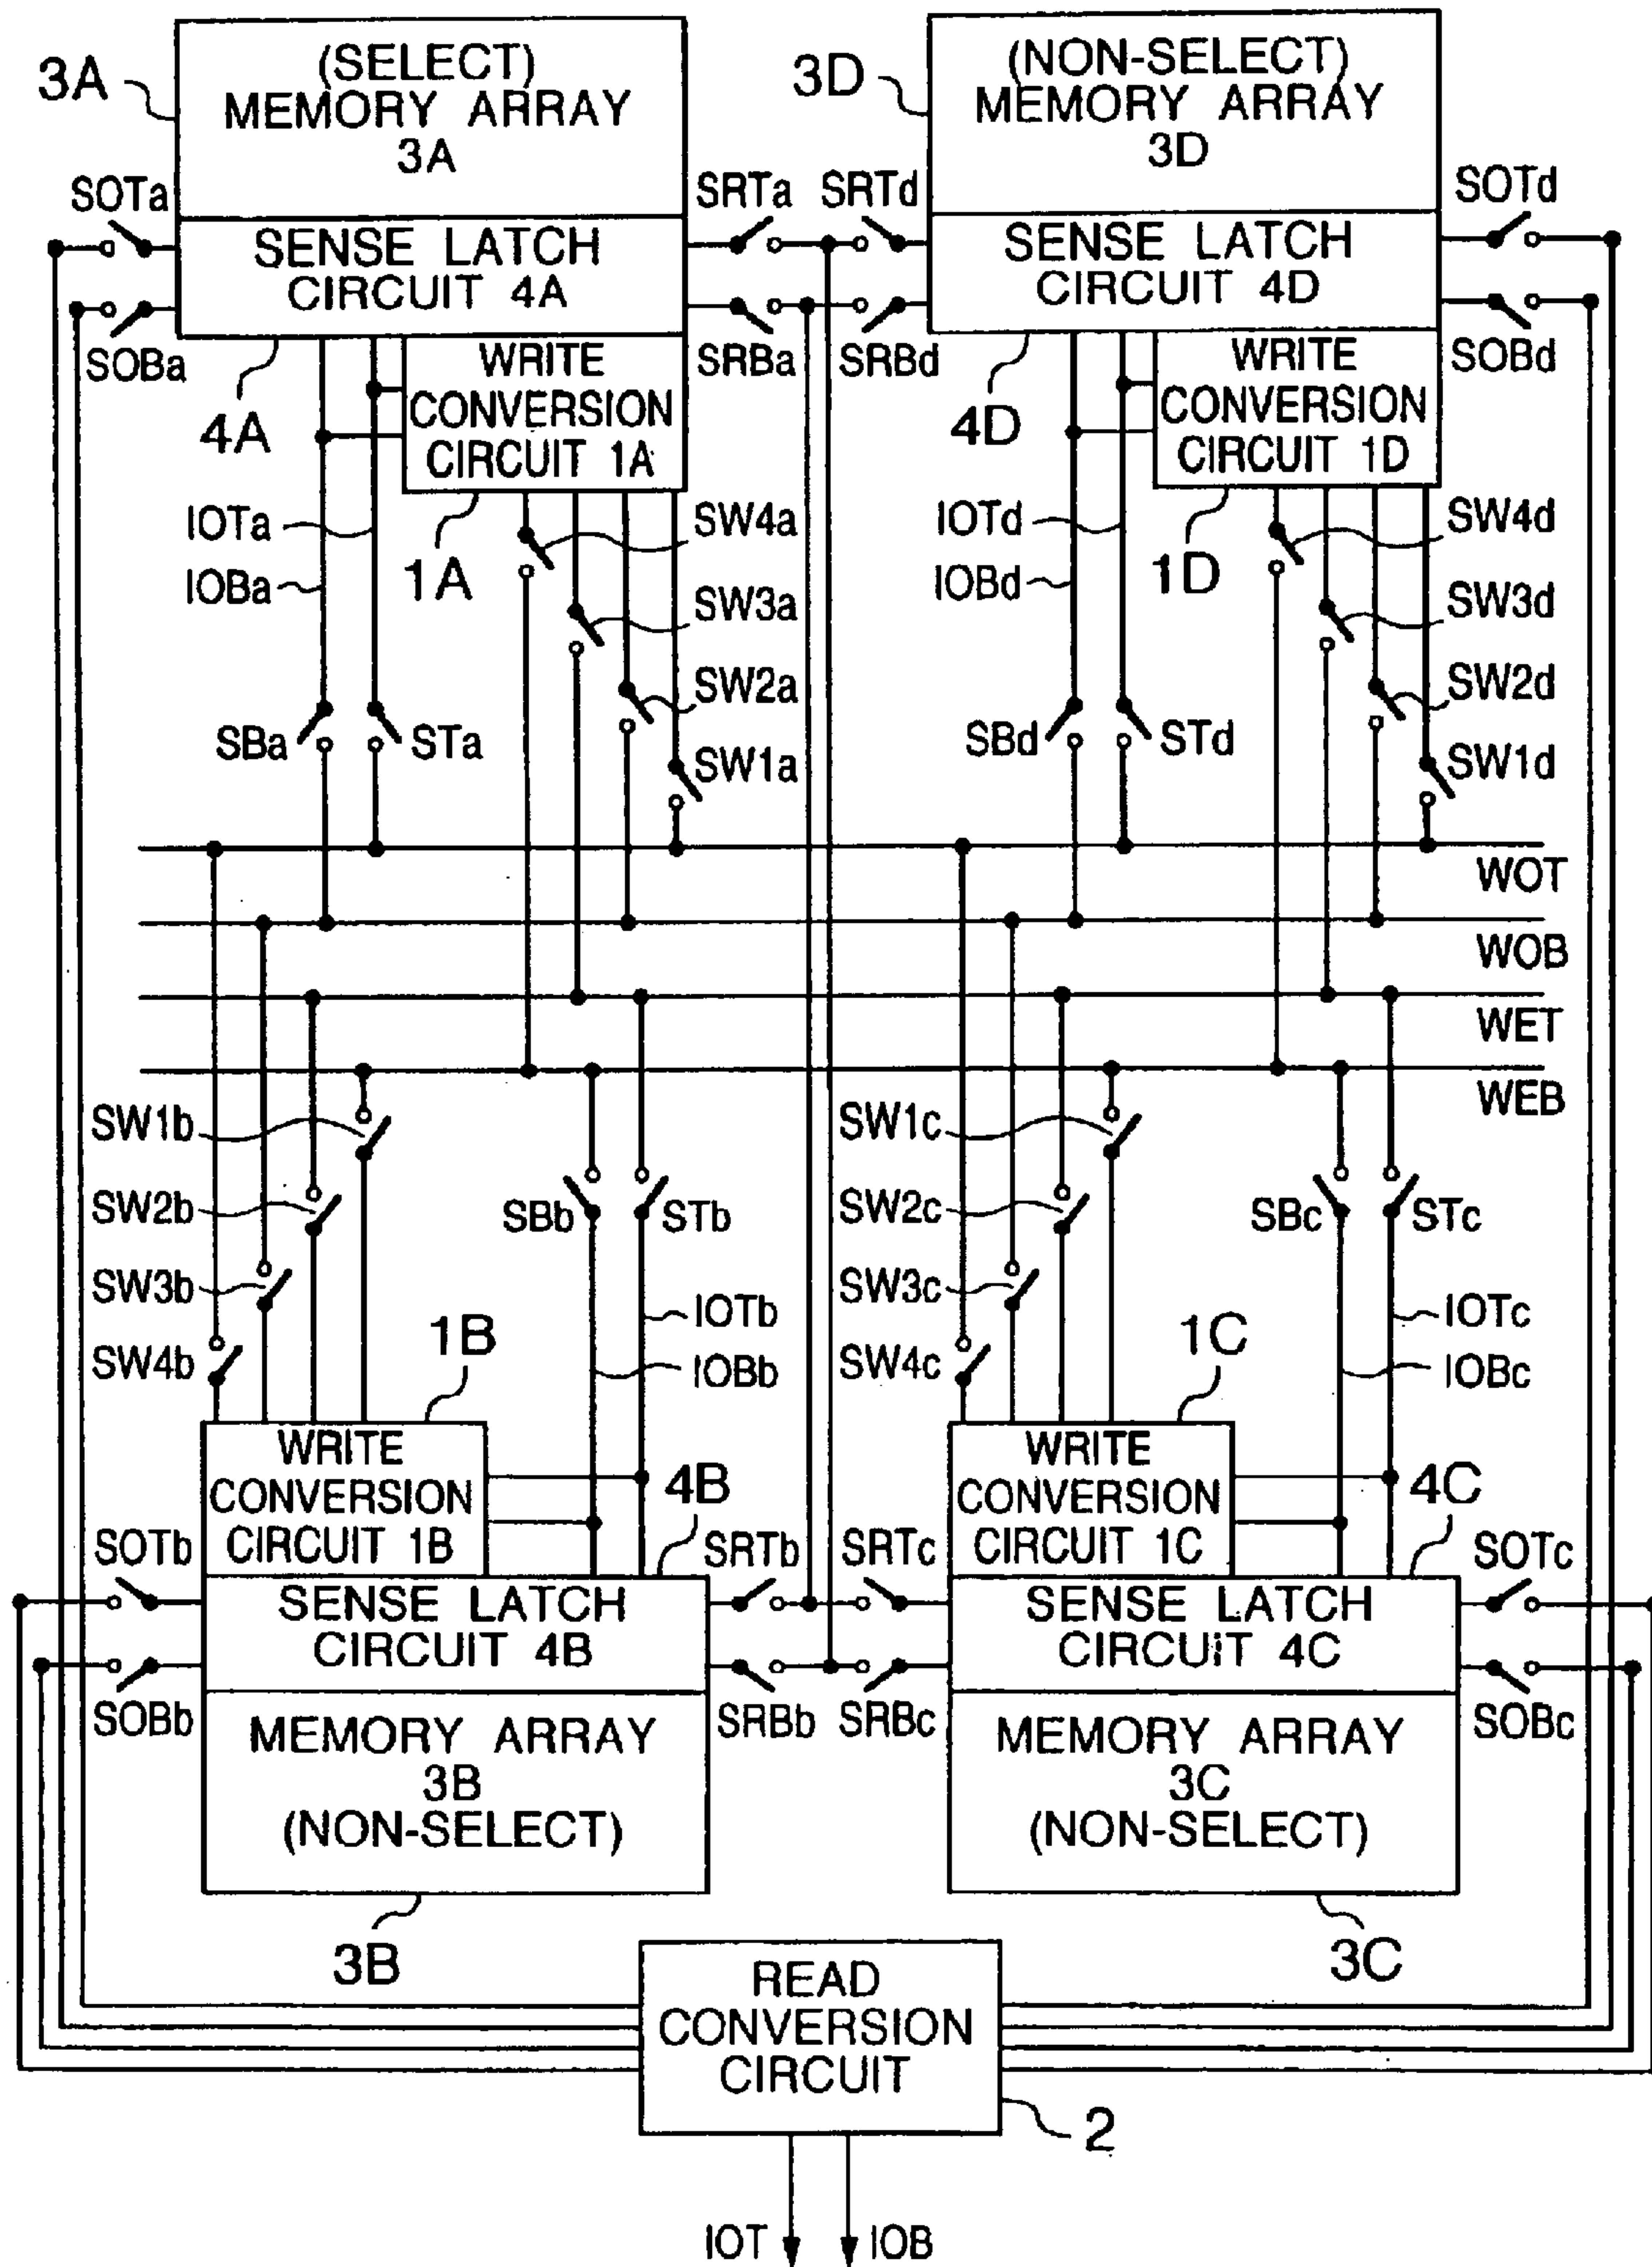 (SELECT)
MEMORY ARRAY
3A
3A
(NON-SELECT)
MEMORY ARRAY
3D
3D
SOTa
SRTa
SRTd
SOTd
SENSE LATCH
CIRCUIT 4A
SENSE LATCH
CIRCUIT 4D
SOBa
SRBa
SRBd
SOBd
4A
WRITE
CONVERSION
CIRCUIT 1A
4D
WRITE
CONVERSION
CIRCUIT 1D
IOTa
IOBa
1A
SW4a
SW3a
SW2a
SW1a
SBa
STa
IOTd
IOBd
1D
SW4d
SW3d
SW2d
SW1d
SBd
STd
WOT
WOB
WET
WEB
SW1b
SW2b
SW3b
SW4b
SBb
STb
IOTb
IOBb
1B
SW1c
SW2c
SW3c
SW4c
SBc
STc
IOTc
IOBc
1C
WRITE
CONVERSION
CIRCUIT 1B
4B
WRITE
CONVERSION
CIRCUIT 1C
4C
SOTb
SRTb
SRTc
SOTc
SENSE LATCH
CIRCUIT 4B
SENSE LATCH
CIRCUIT 4C
SOBb
SRBb
SRBc
SOBc
MEMORY ARRAY
3B
(NON-SELECT)
MEMORY ARRAY
3C
(NON-SELECT)
3B
3C
READ
CONVERSION
CIRCUIT
2
IOT
IOB